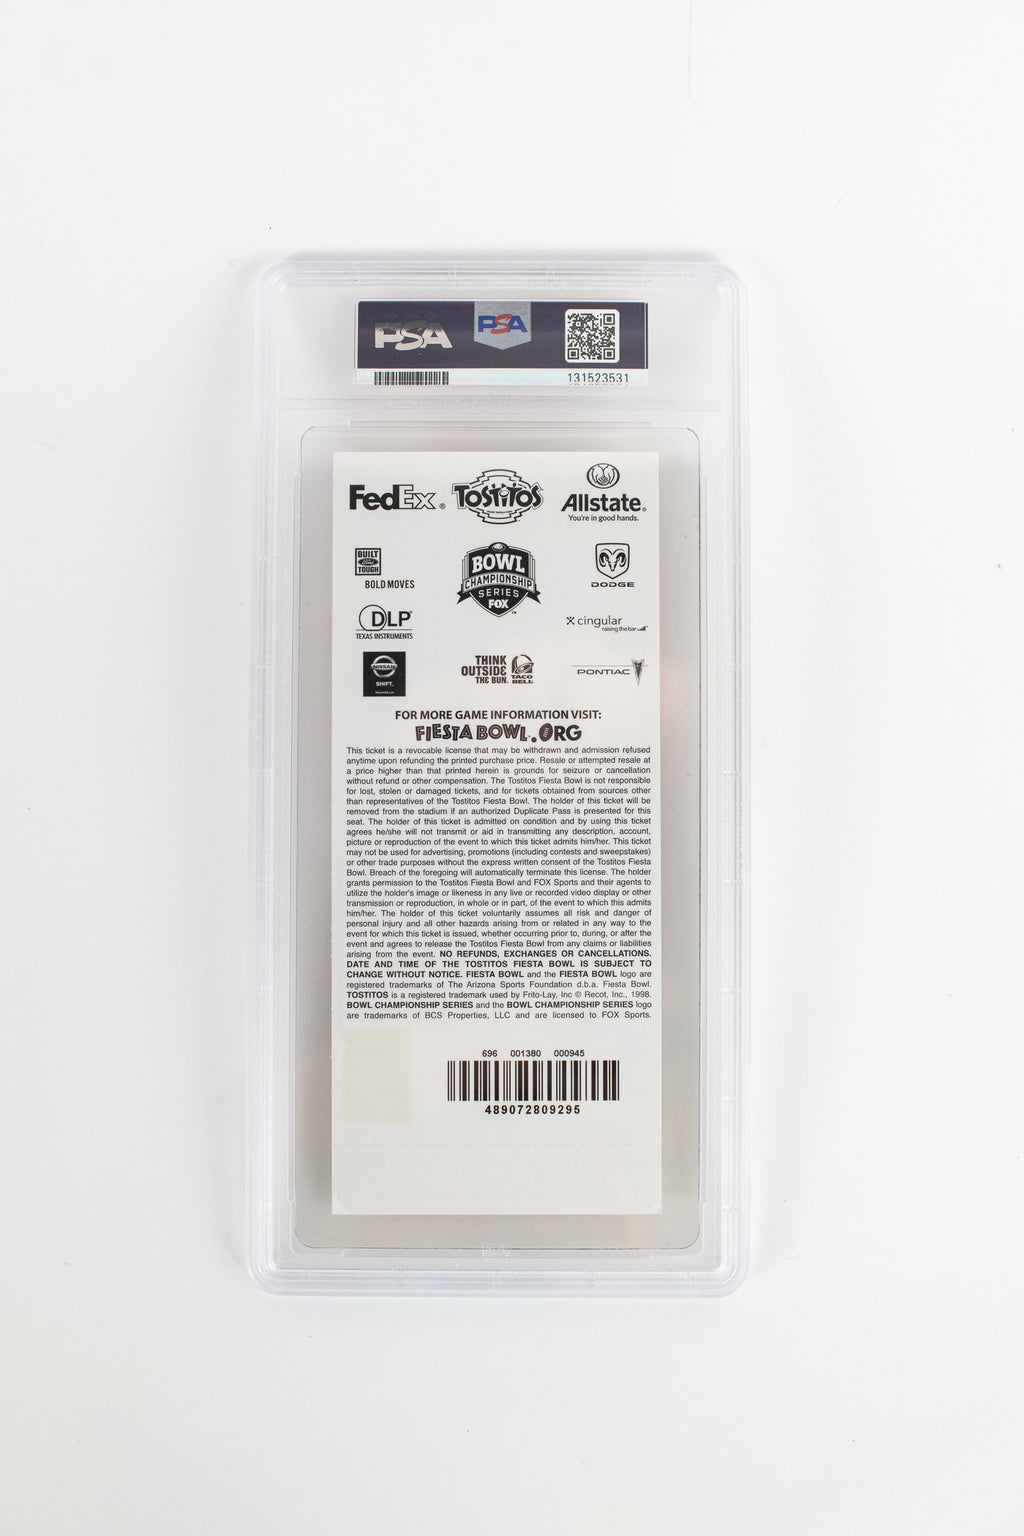 PSA
PSA
131523531
FedEx®
TOSTITOS
Allstate®
You're in good hands.
BUILT
Ford
TOUGH
BOLD MOVES
BOWL
CHAMPIONSHIP
SERIES
FOX
™
DODGE
DLP®
TEXAS INSTRUMENTS
cingular
raising the bar
NISSAN
SHIFT_
THINK
OUTSIDE
THE BUN.
TACO
BELL
PONTIAC
FOR MORE GAME INFORMATION VISIT:
FIESTA BOWL.ORG
This ticket is a revocable license that may be withdrawn and admission refused
anytime upon refunding the printed purchase price. Resale or attempted resale at
a price higher than that printed herein is grounds for seizure or cancellation
without refund or other compensation. The Tostitos Fiesta Bowl is not responsible
for lost, stolen or damaged tickets, and for tickets obtained from sources other
than representatives of the Tostitos Fiesta Bowl. The holder of this ticket will be
removed from the stadium if an authorized Duplicate Pass is presented for this
seat. The holder of this ticket is admitted on condition and by using this ticket
agrees he/she will not transmit or aid in transmitting any description, account,
picture or reproduction of the event to which this ticket admits him/her. This ticket
may not be used for advertising, promotions (including contests and sweepstakes)
or other trade purposes without the express written consent of the Tostitos Fiesta
Bowl. Breach of the foregoing will automatically terminate this license. The holder
grants permission to the Tostitos Fiesta Bowl and FOX Sports and their agents to
utilize the holder's image or likeness in any live or recorded video display or other
transmission or reproduction, in whole or in part, of the event to which this admits
him/her. The holder of this ticket voluntarily assumes all risk and danger of
personal injury and all other hazards arising from or related in any way to the
event for which this ticket is issued, whether occurring prior to, during, or after the
event and agrees to release the Tostitos Fiesta Bowl from any claims or liabilities
arising from the event. NO REFUNDS, EXCHANGES OR CANCELLATIONS.
DATE AND TIME OF THE TOSTITOS FIESTA BOWL IS SUBJECT TO
CHANGE WITHOUT NOTICE. FIESTA BOWL and the FIESTA BOWL logo are
registered trademarks of The Arizona Sports Foundation d.b.a. Fiesta Bowl.
TOSTITOS is a registered trademark used by Frito-Lay, Inc © Recot, Inc., 1998.
BOWL CHAMPIONSHIP SERIES and the BOWL CHAMPIONSHIP SERIES logo
are trademarks of BCS Properties, LLC and are licensed to FOX Sports.
696 001380 000945
489072809295